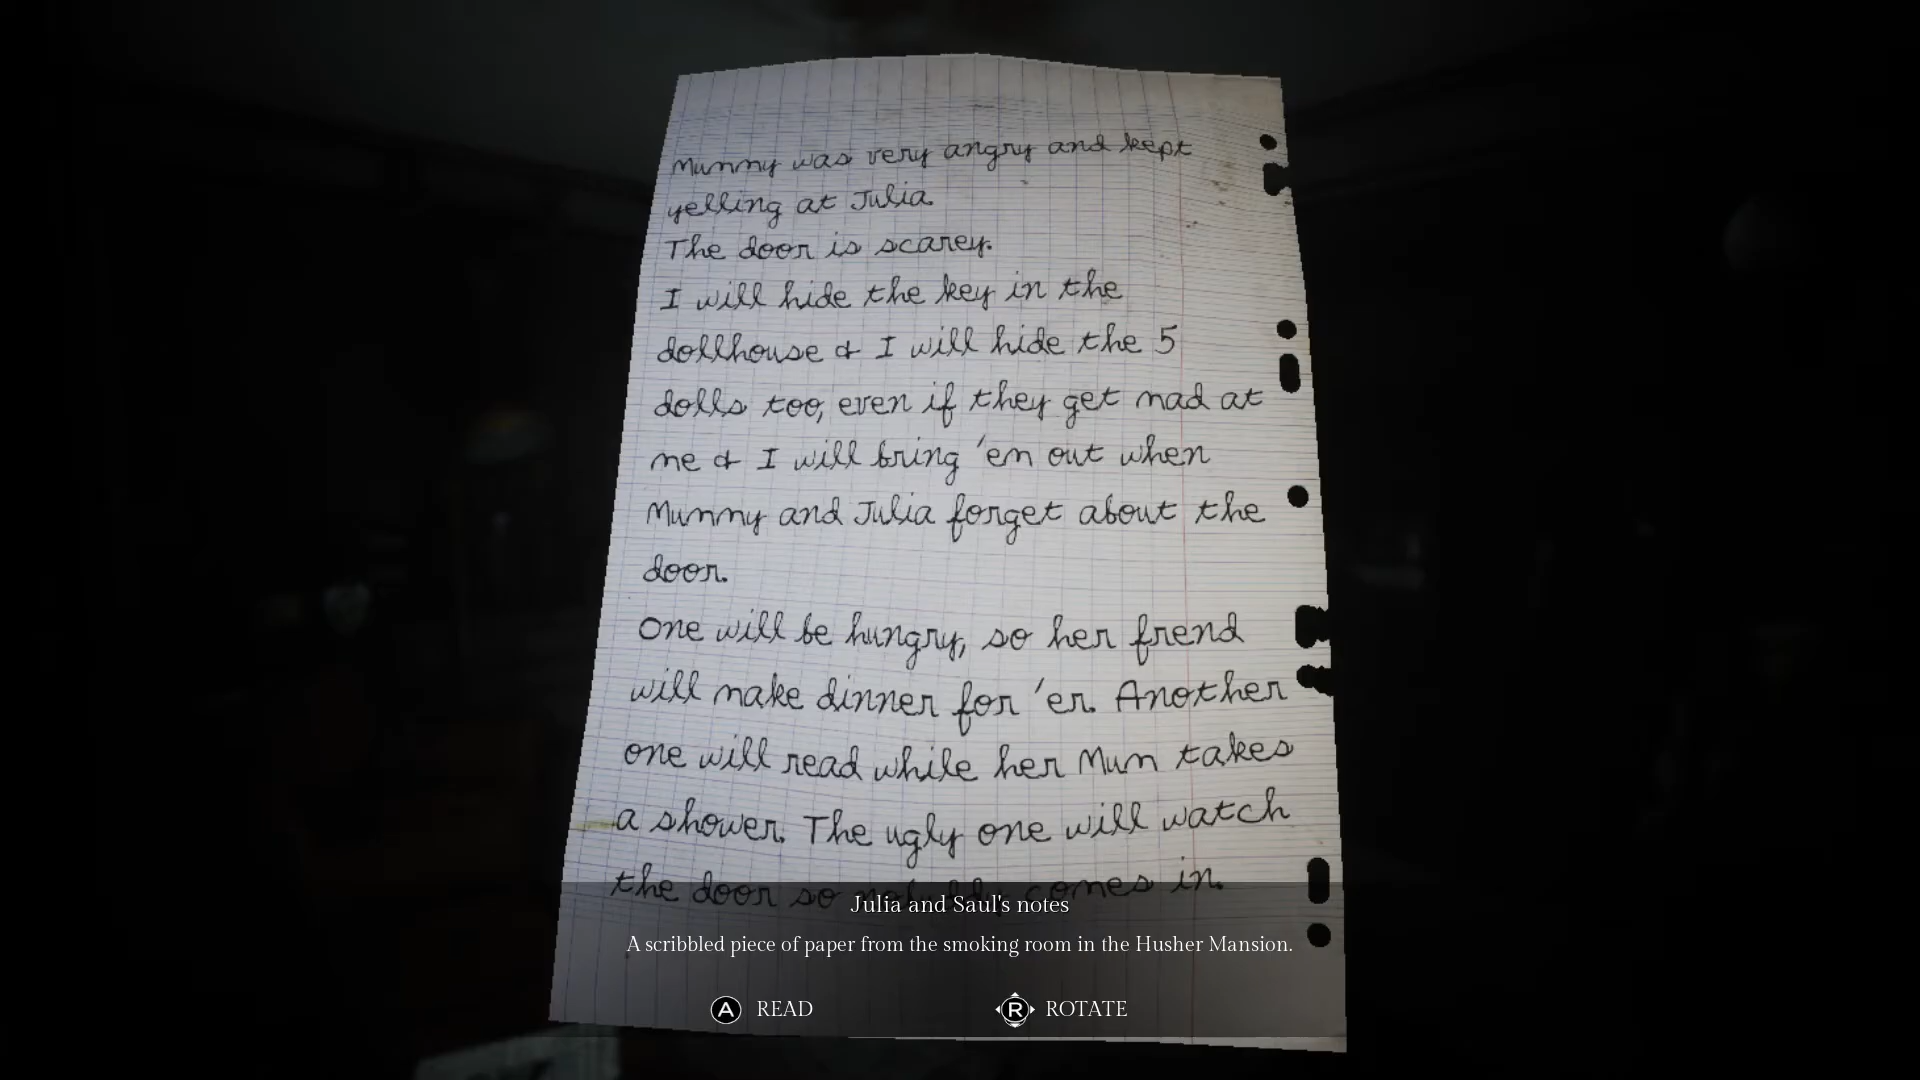 Mummy was very angry and kept
yelling at Julia.
The door is scarey.
I will hide the key in the
dollhouse & I will hide the 5
dolls too, even if they get mad at
me & I will bring 'em out when
Mummy and Julia forget about the
door.
One will be hungry, so her frend
will make dinner for 'er. Another
one will read while her Mum takes
a shower. The ugly one will watch
the door so nobody comes in.
Julia and Saul's notes
A scribbled piece of paper from the smoking room in the Husher Mansion.
A READ R ROTATE